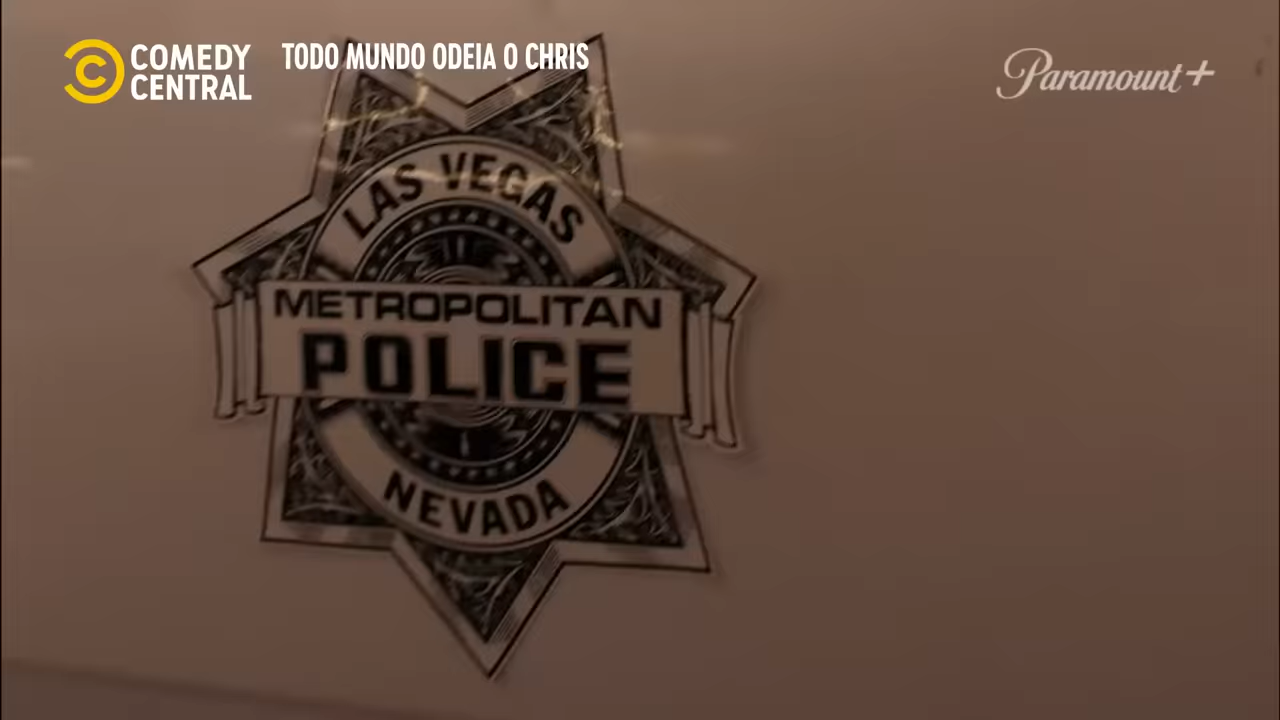 COMEDY
CENTRAL
TODO MUNDO ODEIA O CHRIS
Paramount+
LAS VEGAS
METROPOLITAN
POLICE
NEVADA